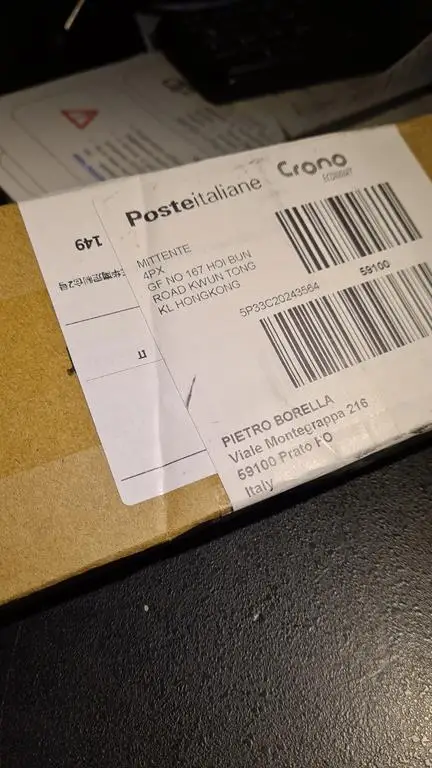 Posteitaliane
Crono
ECONOMY
MITTENTE
4PX
GF NO 167 HOI BUN
ROAD KWUN TONG
KL HONGKONG
59100
5P33C20243564
PIETRO BORELLA
Viale Montegrappa 216
59100 Prato PO
Italy
149
IT